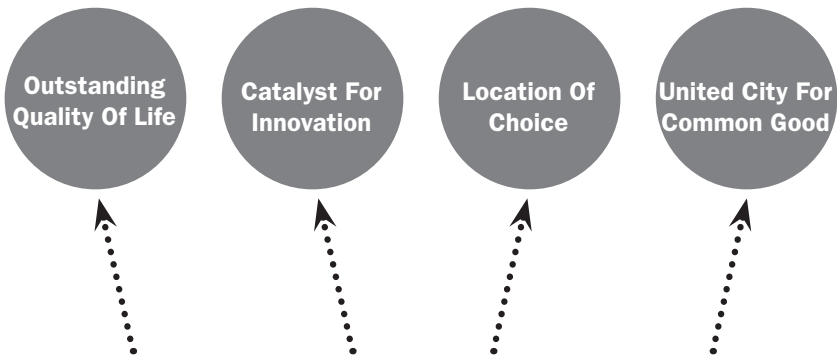 Outstanding
Quality Of Life
Catalyst For
Innovation
Location Of
Choice
United City For
Common Good